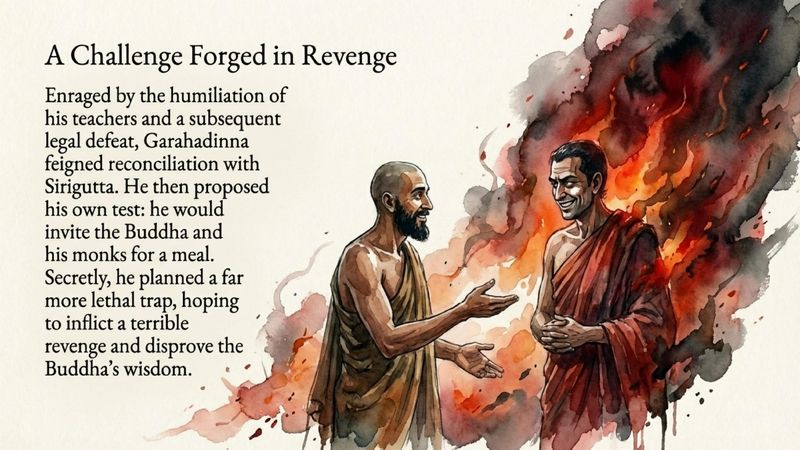 A Challenge Forged in Revenge
Enraged by the humiliation of
his teachers and a subsequent
legal defeat, Garahadinna
feigned reconciliation with
Sirigutta. He then proposed
his own test: he would
invite the Buddha and
his monks for a meal.
Secretly, he planned a far
more lethal trap, hoping
to inflict a terrible
revenge and disprove the
Buddha’s wisdom.